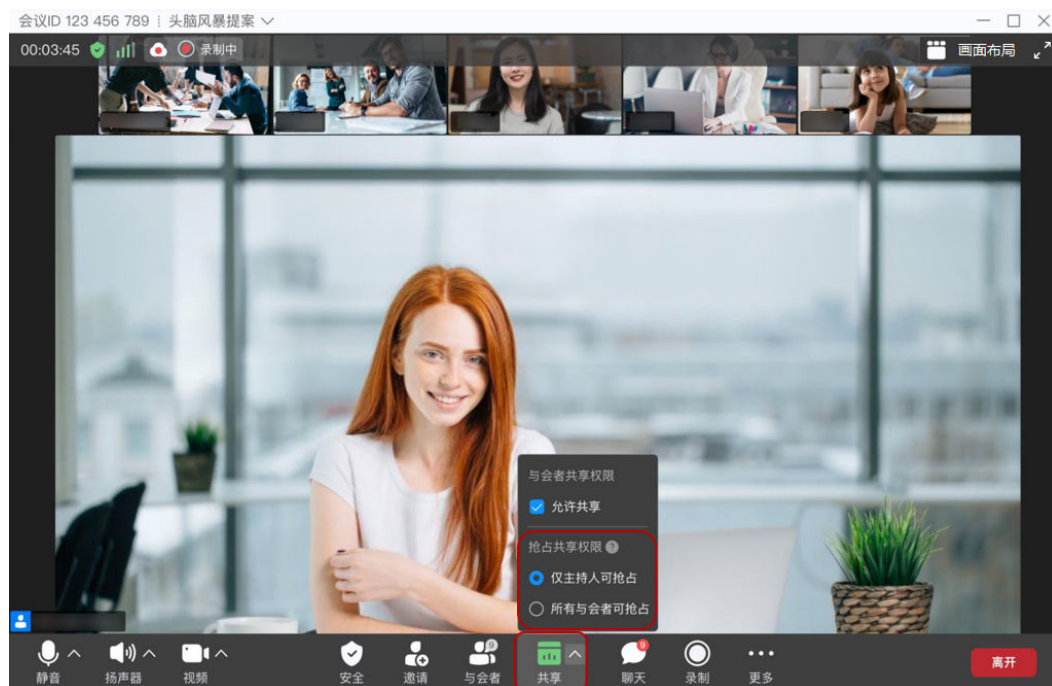 会议ID 123 456 789 头脑风暴提案
00:03:45 录制中 画面布局
与会者共享权限
允许共享
抢占共享权限 ?
仅主持人可抢占
所有与会者可抢占
静音 扬声器 视频 安全 邀请 与会者 9 共享 聊天 9 录制 更多 离开